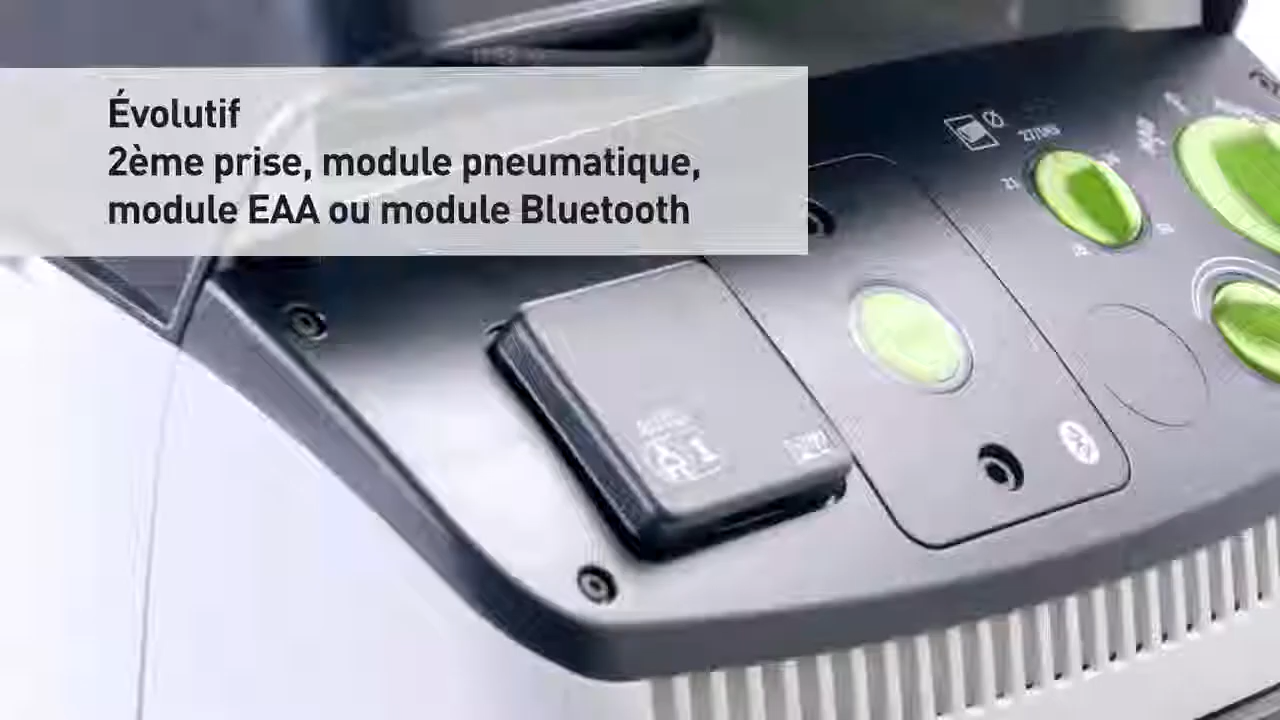 Évolutif
2ème prise, module pneumatique,
module EAA ou module Bluetooth